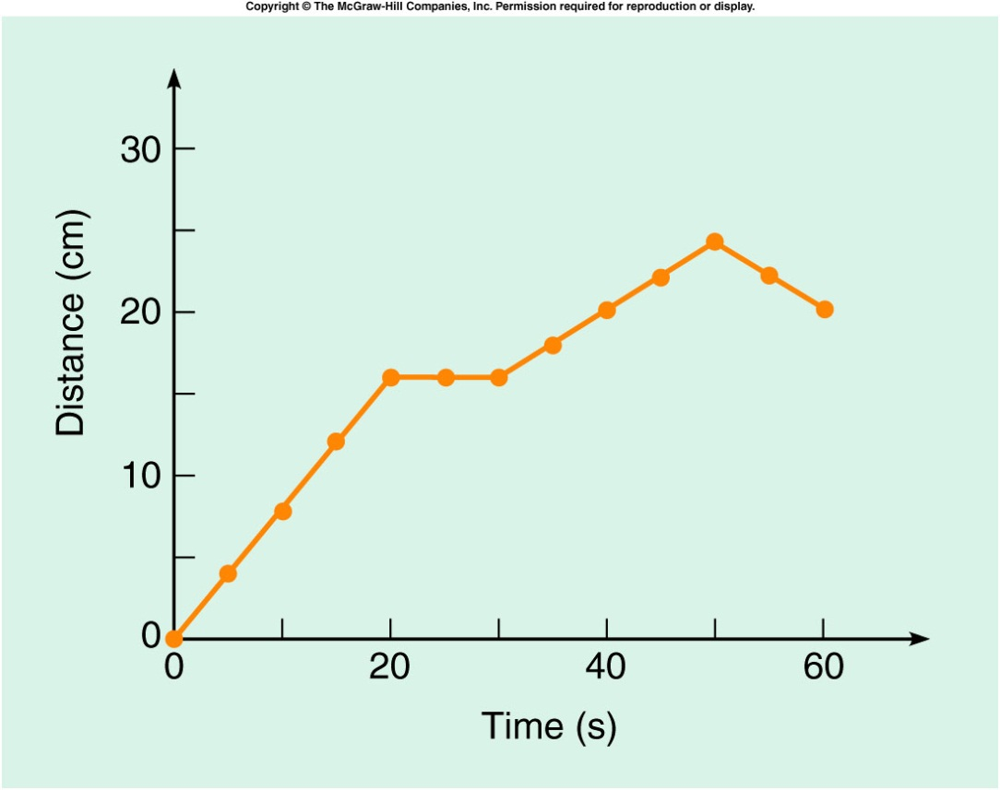 Copyright © The McGraw-Hill Companies, Inc. Permission required for reproduction or display.
30
20
10
0
Distance (cm)
0 20 40 60
Time (s)